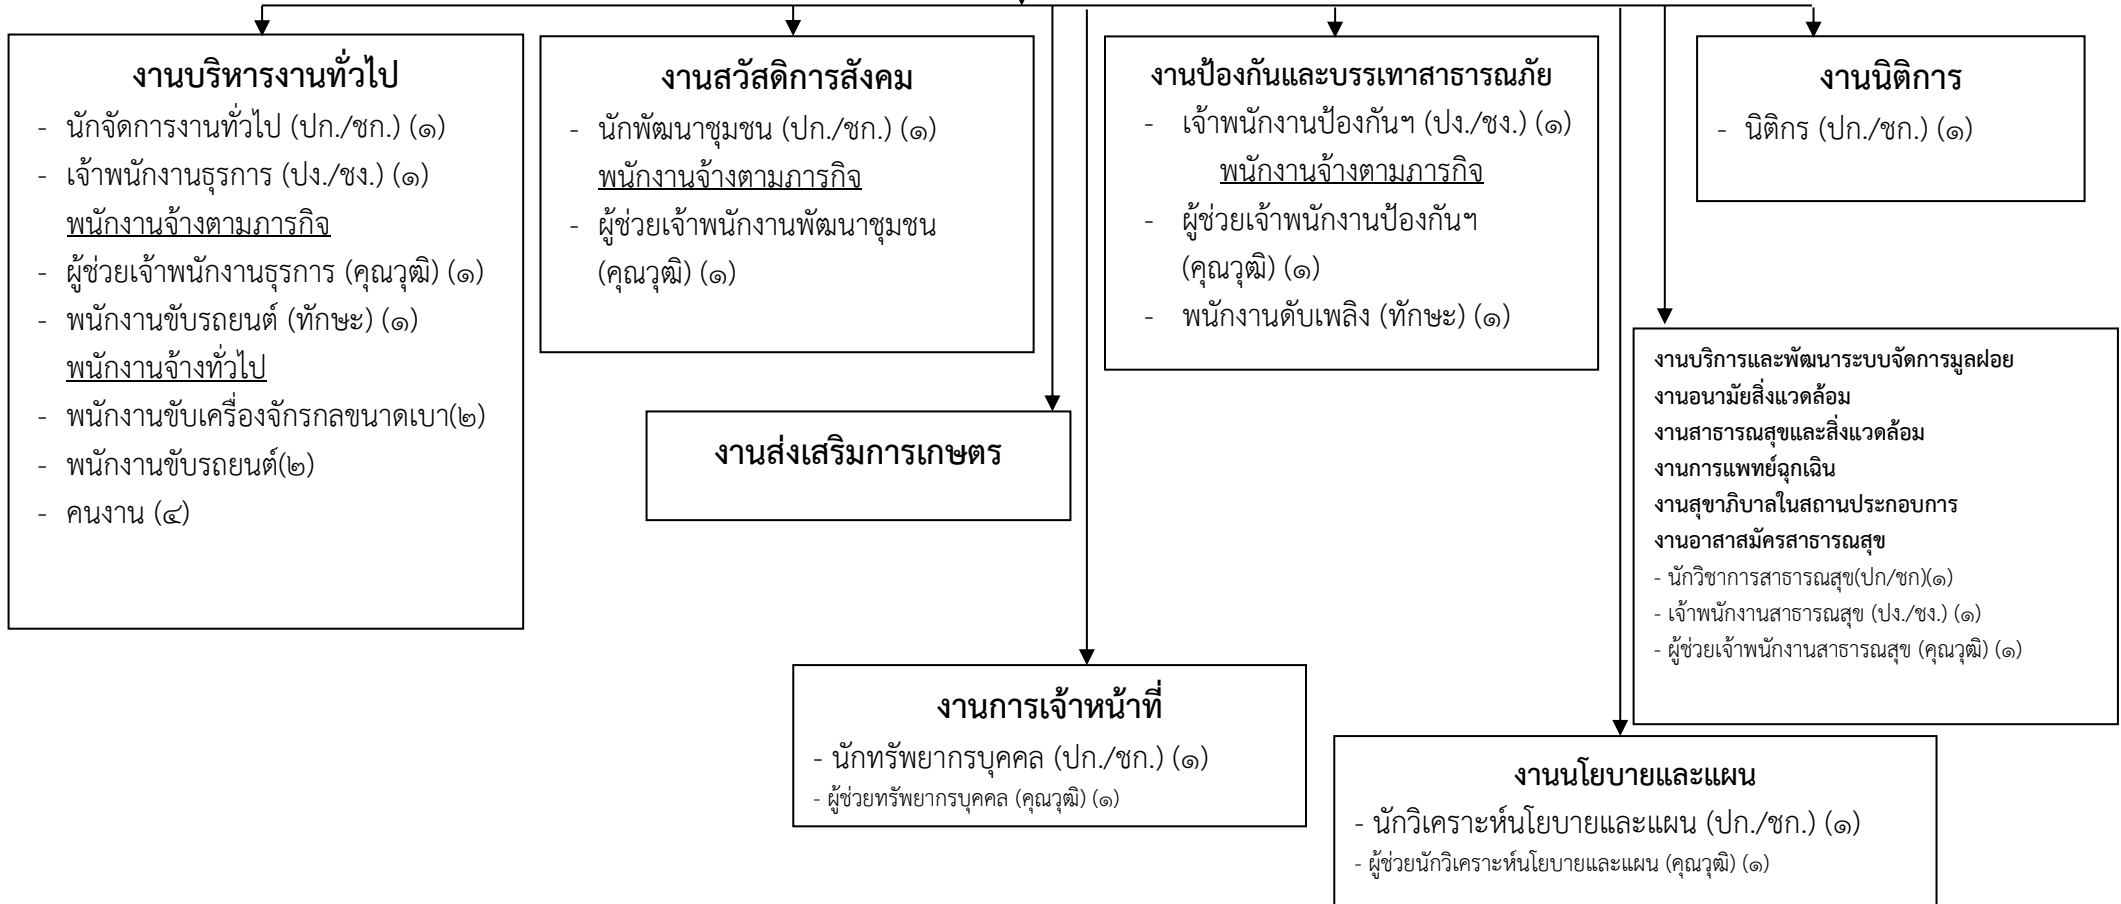 งานบริหารงานทั่วไป
- นักจัดการงานทั่วไป (ปก./ชก.) (๑)
- เจ้าพนักงานธุรการ (ปง./ชง.) (๑)
พนักงานจ้างตามภารกิจ
- ผู้ช่วยเจ้าพนักงานธุรการ (คุณวุฒิ) (๑)
- พนักงานขับรถยนต์ (ทักษะ) (๑)
พนักงานจ้างทั่วไป
- พนักงานขับเครื่องจักรกลขนาดเบา(๒)
- พนักงานขับรถยนต์(๒)
- คนงาน (๔)
งานสวัสดิการสังคม
- นักพัฒนาชุมชน (ปก./ชก.) (๑)
พนักงานจ้างตามภารกิจ
- ผู้ช่วยเจ้าพนักงานพัฒนาชุมชน
(คุณวุฒิ) (๑)
งานป้องกันและบรรเทาสาธารณภัย
- เจ้าพนักงานป้องกันฯ (ปง./ชง.) (๑)
พนักงานจ้างตามภารกิจ
- ผู้ช่วยเจ้าพนักงานป้องกันฯ
(คุณวุฒิ) (๑)
- พนักงานดับเพลิง (ทักษะ) (๑)
งานนิติการ
- นิติกร (ปก./ชก.) (๑)
งานส่งเสริมการเกษตร
งานบริการและพัฒนาระบบจัดการมูลฝอย
งานอนามัยสิ่งแวดล้อม
งานสาธารณสุขและสิ่งแวดล้อม
งานการแพทย์ฉุกเฉิน
งานสุขาภิบาลในสถานประกอบการ
งานอาสาสมัครสาธารณสุข
- นักวิชาการสาธารณสุข(ปก/ชก)(๑)
- เจ้าพนักงานสาธารณสุข (ปง./ชง.) (๑)
- ผู้ช่วยเจ้าพนักงานสาธารณสุข (คุณวุฒิ) (๑)
งานการเจ้าหน้าที่
- นักทรัพยากรบุคคล (ปก./ชก.) (๑)
- ผู้ช่วยทรัพยากรบุคคล (คุณวุฒิ) (๑)
งานนโยบายและแผน
- นักวิเคราะห์นโยบายและแผน (ปก./ชก.) (๑)
- ผู้ช่วยนักวิเคราะห์นโยบายและแผน (คุณวุฒิ) (๑)